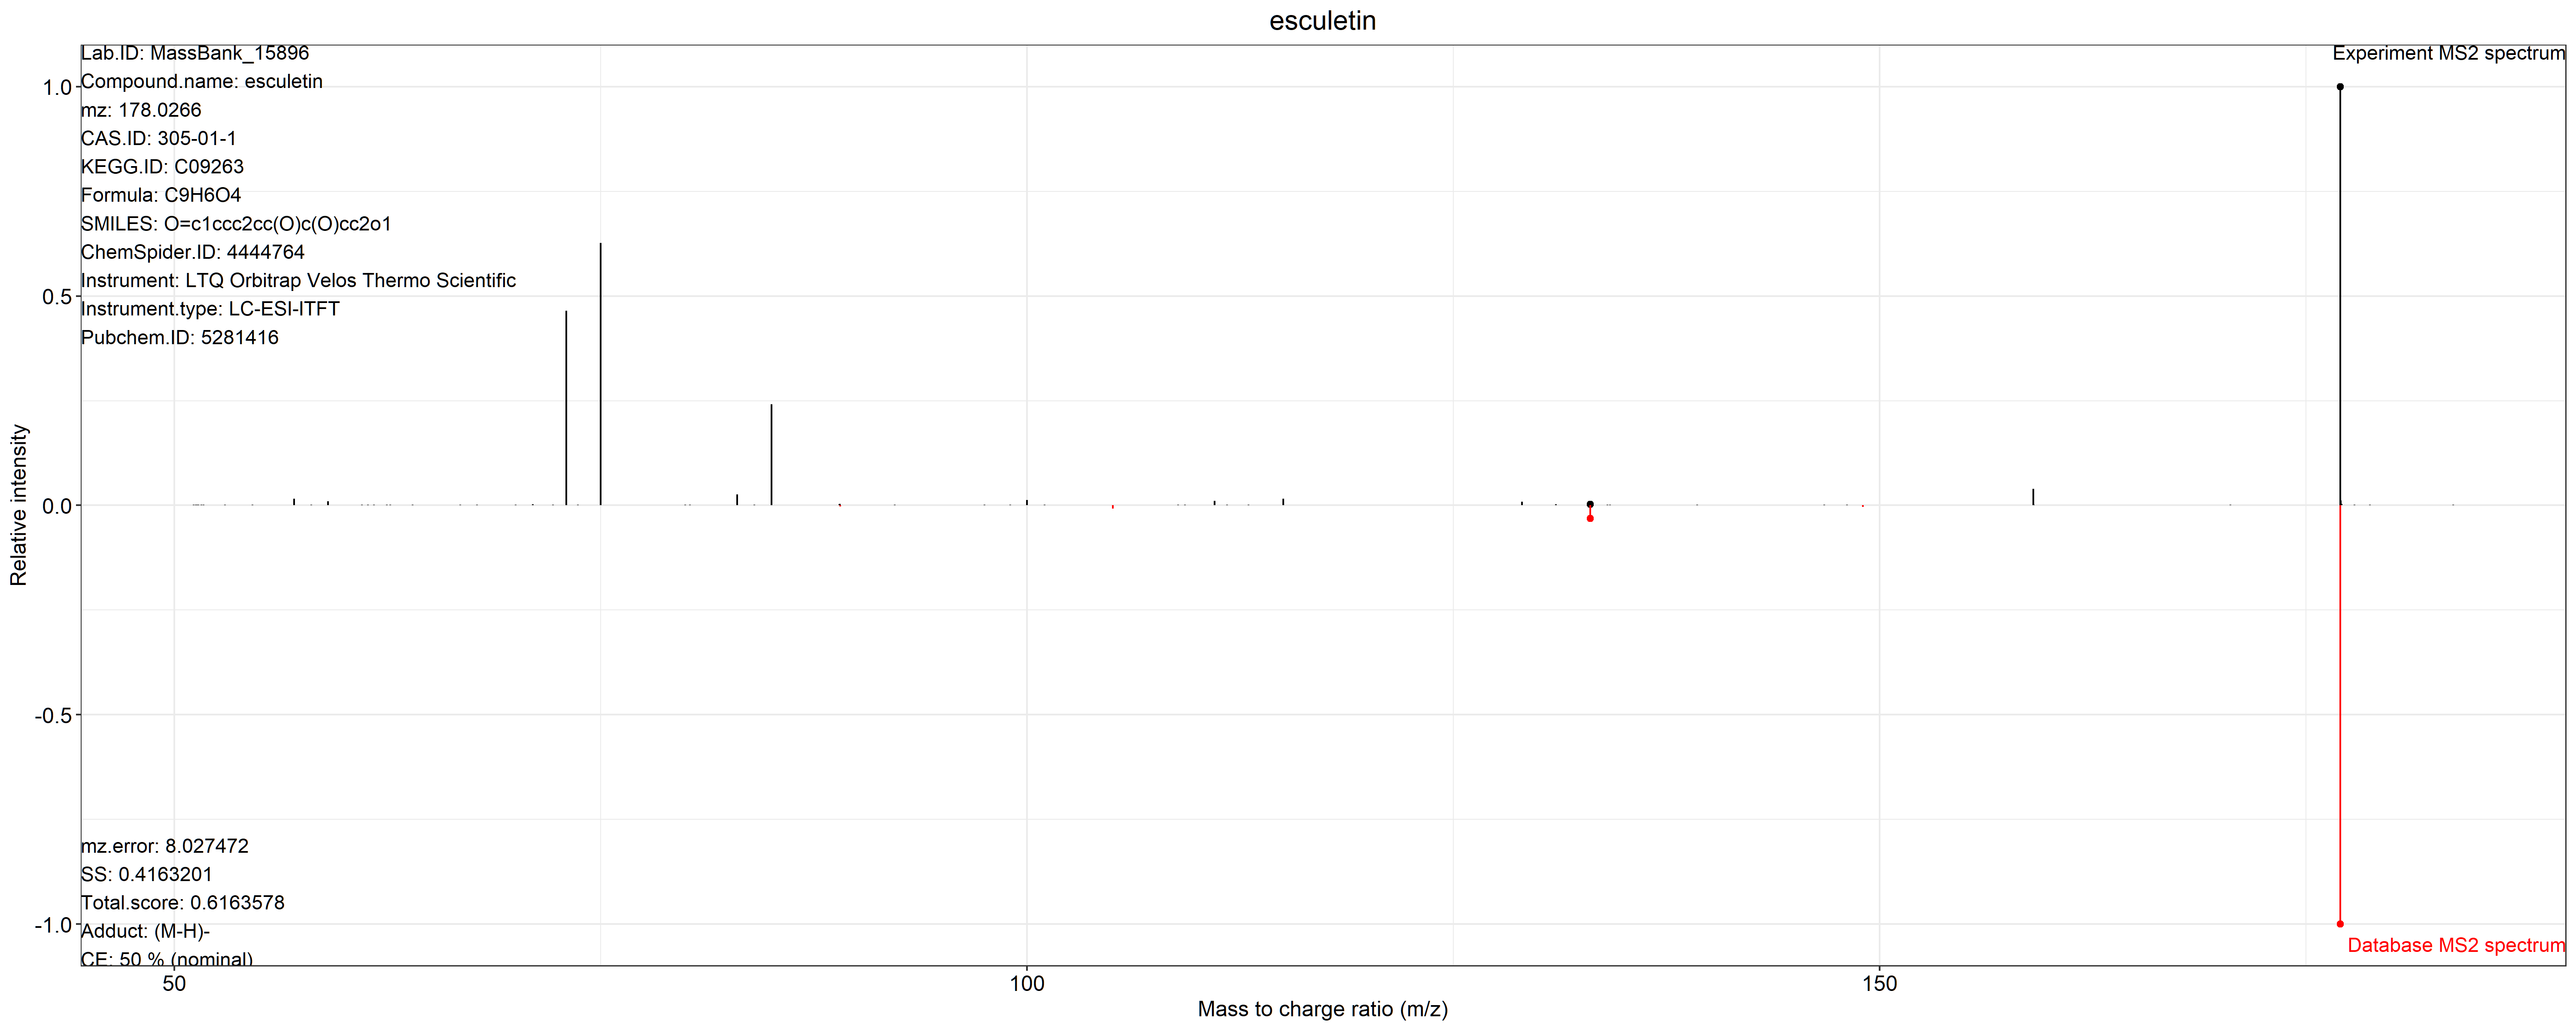 esculetin
Lab.ID: MassBank_15896
Experiment MS2 spectrum
Compound.name: esculetin
mz: 178.0266
CAS.ID: 305-01-1
KEGG.ID: C09263
Formula: C9H6O4
SMILES: O=c1ccc2cc(O)c(O)cc2o1
ChemSpider.ID: 4444764
Instrument: LTQ Orbitrap Velos Thermo Scientific
Instrument.type: LC-ESI-ITFT
Pubchem.ID: 5281416
1.0
0.5
0.0
-0.5
-1.0
Relative intensity
mz.error: 8.027472
SS: 0.4163201
Total.score: 0.6163578
Adduct: (M-H)-
CE: 50 % (nominal)
Database MS2 spectrum
50
100
150
Mass to charge ratio (m/z)